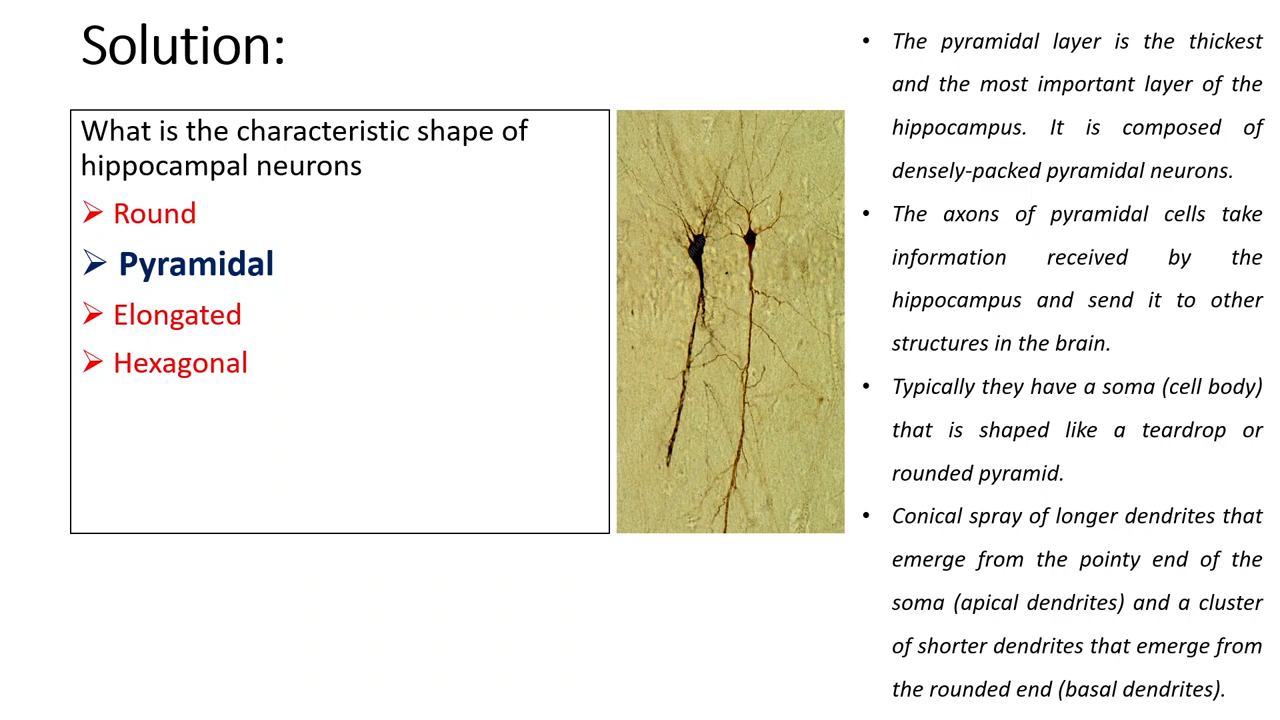 Solution:
What is the characteristic shape of
hippocampal neurons
Round
Pyramidal
Elongated
Hexagonal
• The pyramidal layer is the thickest
and the most important layer of the
hippocampus. It is composed of
densely-packed pyramidal neurons.
• The axons of pyramidal cells take
information received by the
hippocampus and send it to other
structures in the brain.
• Typically they have a soma (cell body)
that is shaped like a teardrop or
rounded pyramid.
• Conical spray of longer dendrites that
emerge from the pointy end of the
soma (apical dendrites) and a cluster
of shorter dendrites that emerge from
the rounded end (basal dendrites).